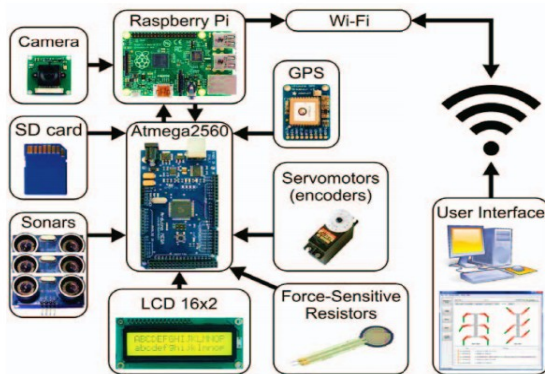 Raspberry Pi
Wi-Fi
Camera
GPS
SD card
Atmega2560
Servomotors
(encoders)
User Interface
Sonars
LCD 16x2
Force-Sensitive
Resistors